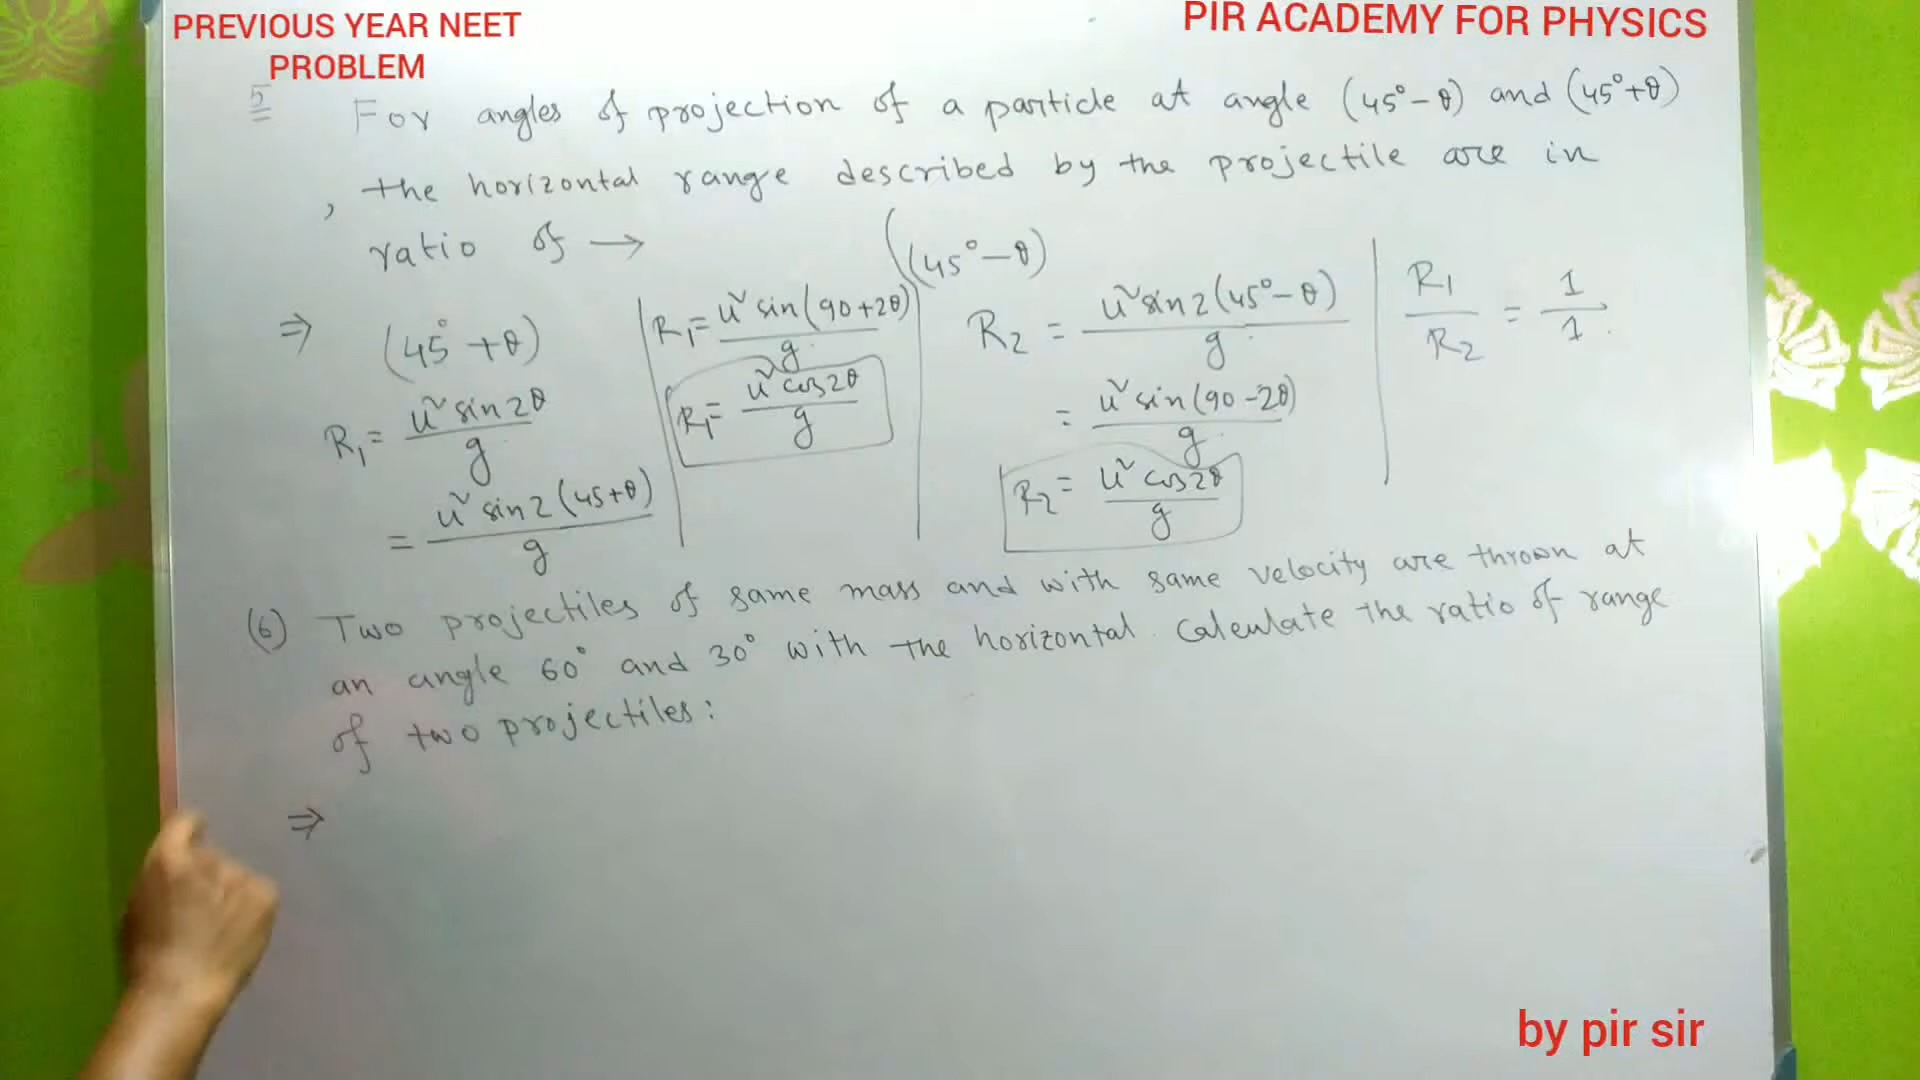 PREVIOUS YEAR NEET
PROBLEM
PIR ACADEMY FOR PHYSICS
5 For angles of projection of a particle at angle (45°-θ) and (45°+θ)
, the horizontal range described by the projectile are in
ratio of →
⇒ (45°+θ)
R₁= u² sin2θ / g
= u² sin2(45+θ) / g
R₁= u² sin(90+2θ) / g
R₁= u² cos2θ / g
(45°-θ)
R₂ = u² sin2(45°-θ) / g
= u² sin(90-2θ) / g
R₂= u² cos2θ / g
R₁ / R₂ = 1 / 1
(6) Two projectiles of same mass and with same velocity are thrown at
an angle 60° and 30° with the horizontal. Calculate the ratio of range
of two projectiles:
⇒
by pir sir